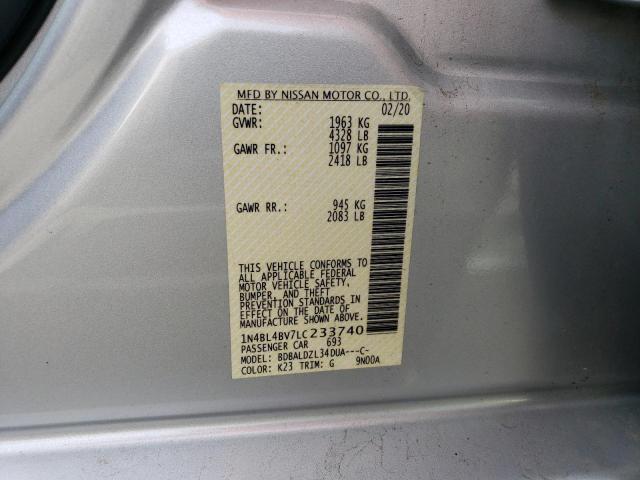 MFD BY NISSAN MOTOR CO., LTD.
DATE: 02/20
GVWR: 1963 KG
4328 LB
GAWR FR.: 1097 KG
2418 LB
GAWR RR.: 945 KG
2083 LB
THIS VEHICLE CONFORMS TO
ALL APPLICABLE FEDERAL
MOTOR VEHICLE SAFETY,
BUMPER, AND THEFT
PREVENTION STANDARDS IN
EFFECT ON THE DATE OF
MANUFACTURE SHOWN ABOVE.
1N4BL4BV7LC233740
PASSENGER CAR 693
MODEL: BDBALDZL34DUA---C-
COLOR: K23 TRIM: G 9N00A